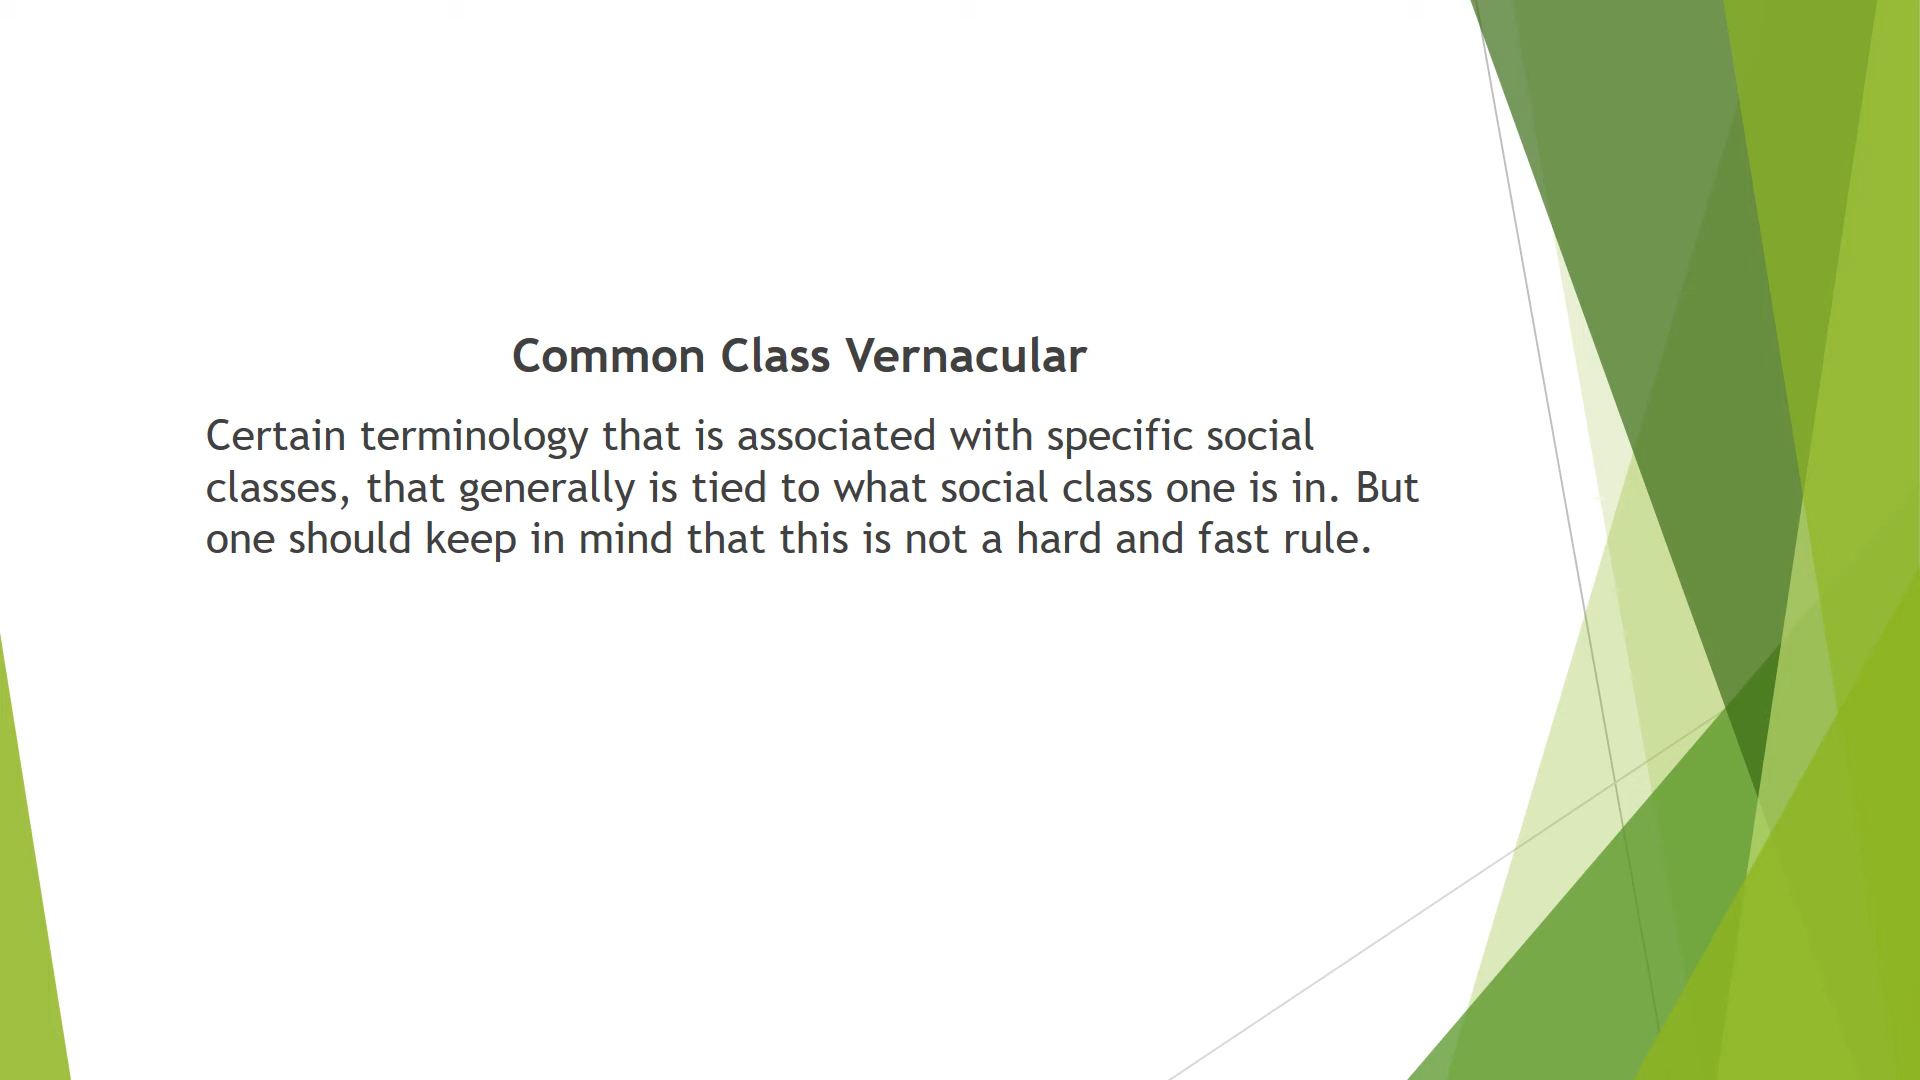 Common Class Vernacular
Certain terminology that is associated with specific social
classes, that generally is tied to what social class one is in. But
one should keep in mind that this is not a hard and fast rule.